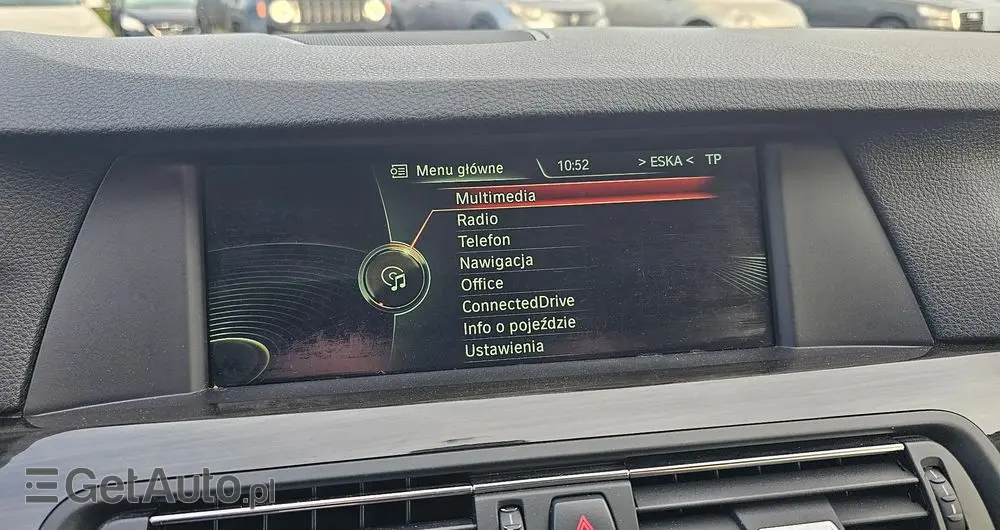 Menu główne 10:52 > ESKA < TP
Multimedia
Radio
Telefon
Nawigacja
Office
ConnectedDrive
Info o pojeździe
Ustawienia
GetAuto.pl